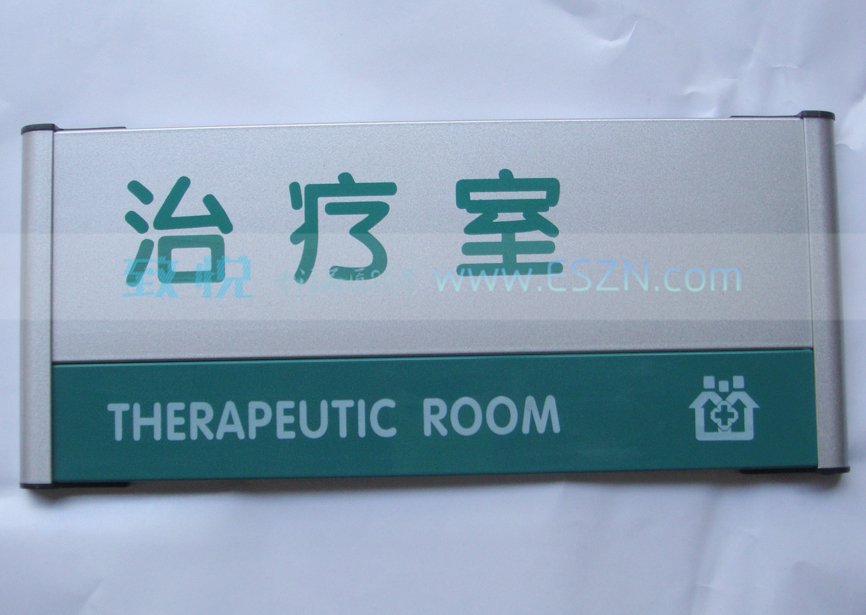 治疗室
致悦 www.ESZN.com
THERAPEUTIC ROOM